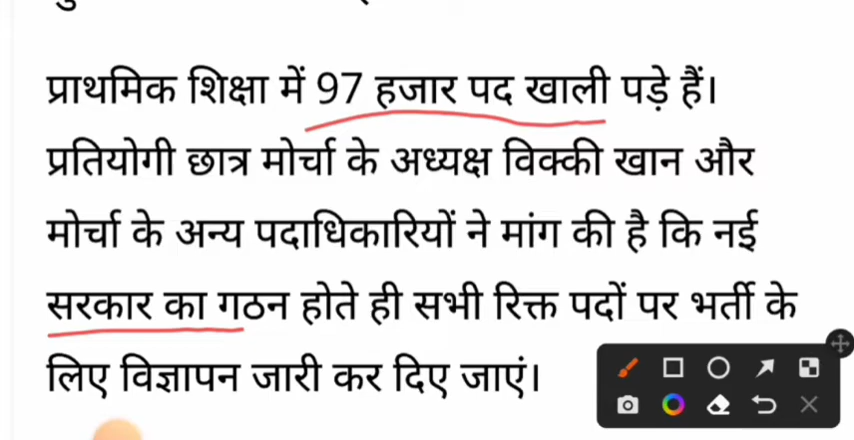 प्राथमिक शिक्षा में 97 हजार पद खाली पड़े हैं।
प्रतियोगी छात्र मोर्चा के अध्यक्ष विक्की खान और
मोर्चा के अन्य पदाधिकारियों ने मांग की है कि नई
सरकार का गठन होते ही सभी रिक्त पदों पर भर्ती के
लिए विज्ञापन जारी कर दिए जाएं।